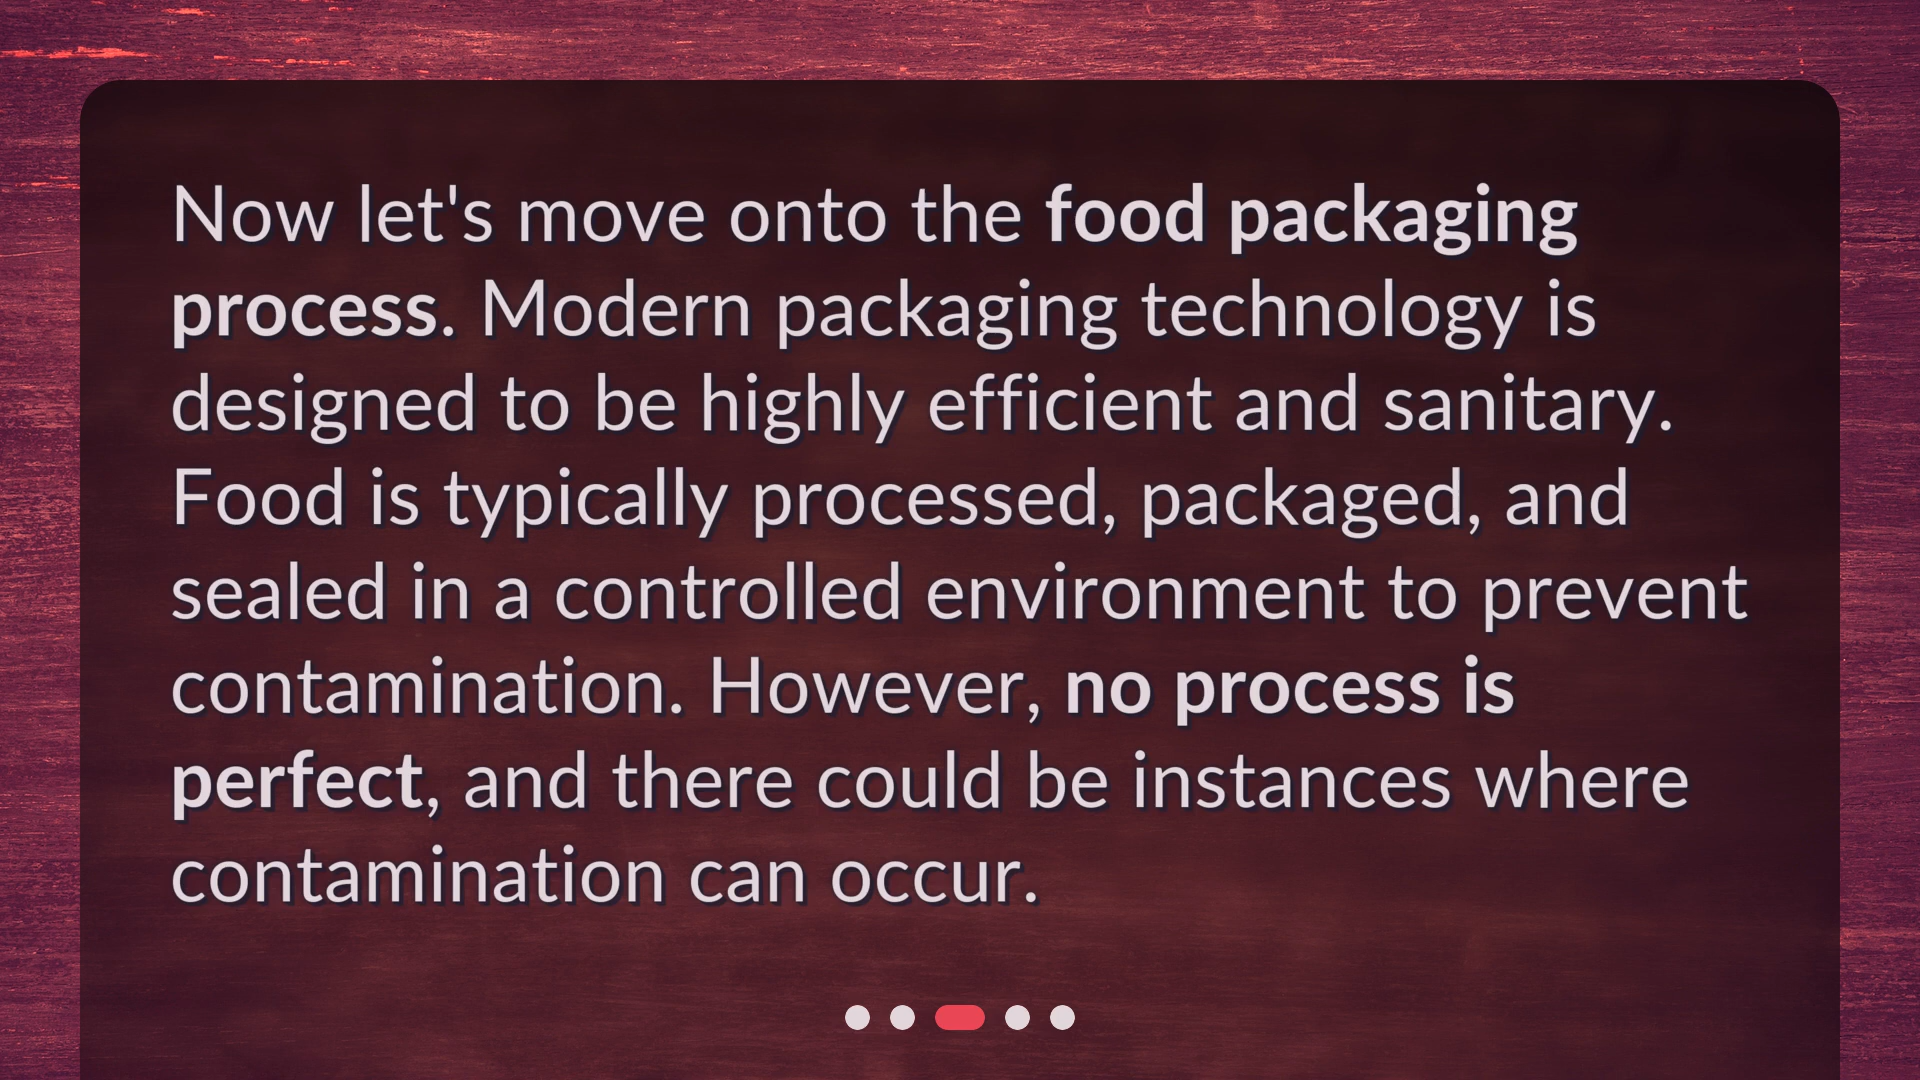 Now let's move onto the food packaging
process. Modern packaging technology is
designed to be highly efficient and sanitary.
Food is typically processed, packaged, and
sealed in a controlled environment to prevent
contamination. However, no process is
perfect, and there could be instances where
contamination can occur.